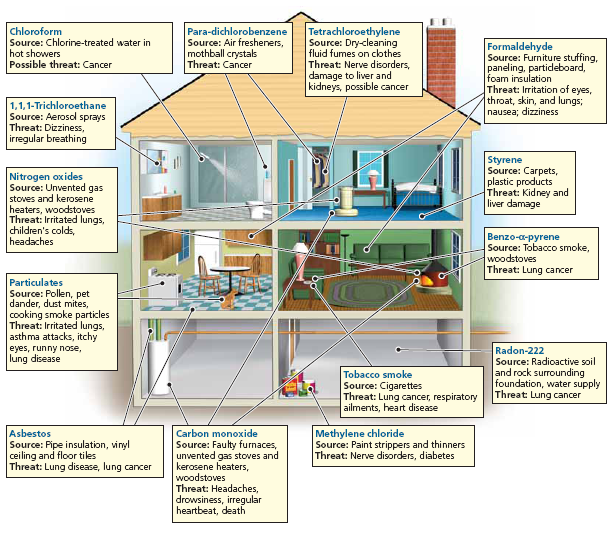 Chloroform
Source: Chlorine-treated water in
hot showers
Possible threat: Cancer
Para-dichlorobenzene
Source: Air fresheners,
mothball crystals
Threat: Cancer
Tetrachloroethylene
Source: Dry-cleaning
fluid fumes on clothes
Threat: Nerve disorders,
damage to liver and
kidneys, possible cancer
Formaldehyde
Source: Furniture stuffing,
paneling, particleboard,
foam insulation
Threat: Irritation of eyes,
throat, skin, and lungs;
nausea; dizziness
1,1,1-Trichloroethane
Source: Aerosol sprays
Threat: Dizziness,
irregular breathing
Nitrogen oxides
Source: Unvented gas
stoves and kerosene
heaters, woodstoves
Threat: Irritated lungs,
children's colds,
headaches
Styrene
Source: Carpets,
plastic products
Threat: Kidney and
liver damage
Benzo-α-pyrene
Source: Tobacco smoke,
woodstoves
Threat: Lung cancer
Particulates
Source: Pollen, pet
dander, dust mites,
cooking smoke particles
Threat: Irritated lungs,
asthma attacks, itchy
eyes, runny nose,
lung disease
Radon-222
Source: Radioactive soil
and rock surrounding
foundation, water supply
Threat: Lung cancer
Tobacco smoke
Source: Cigarettes
Threat: Lung cancer, respiratory
ailments, heart disease
Asbestos
Source: Pipe insulation, vinyl
ceiling and floor tiles
Threat: Lung disease, lung cancer
Carbon monoxide
Source: Faulty furnaces,
unvented gas stoves and
kerosene heaters,
woodstoves
Threat: Headaches,
drowsiness, irregular
heartbeat, death
Methylene chloride
Source: Paint strippers and thinners
Threat: Nerve disorders, diabetes